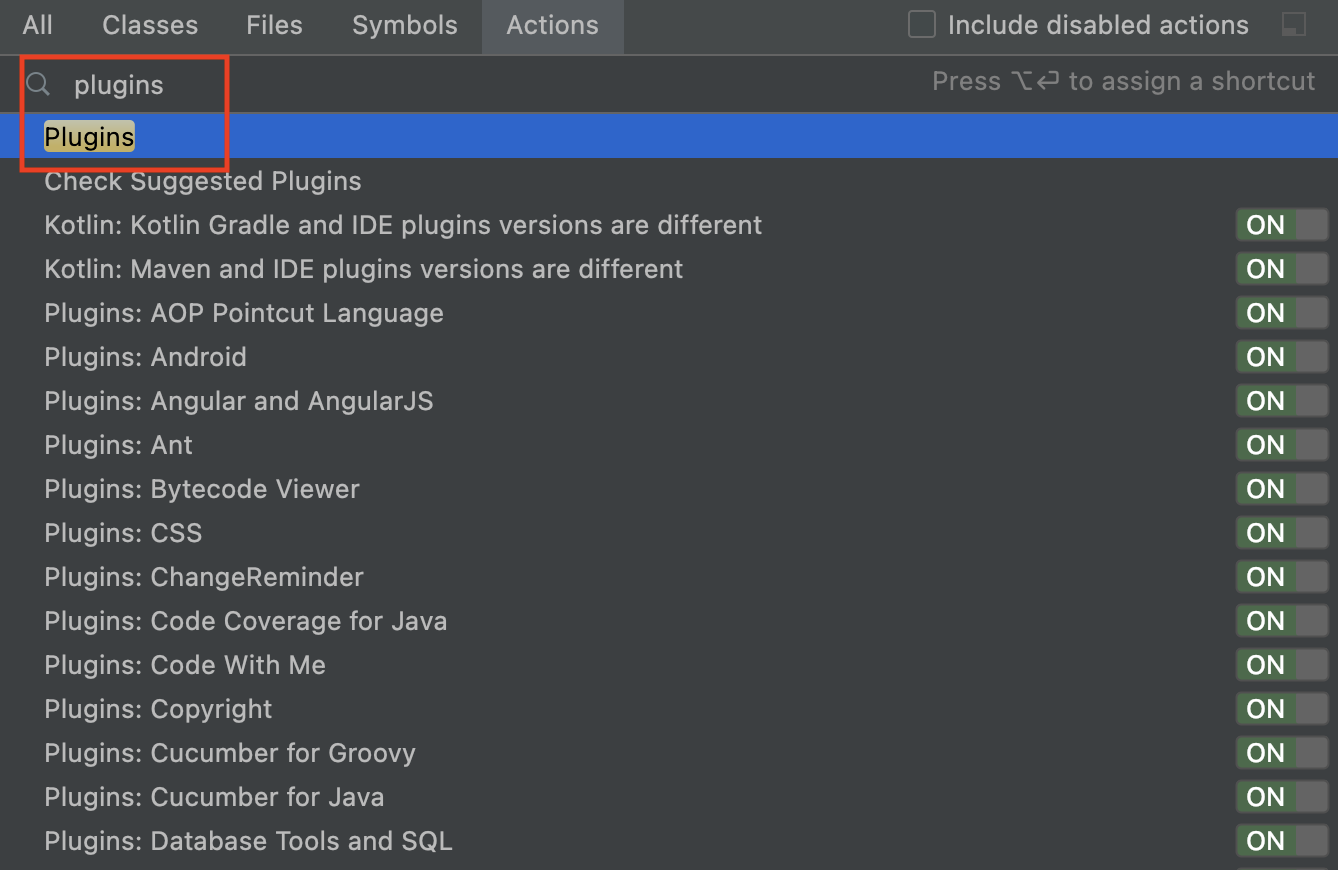 All Classes Files Symbols Actions Include disabled actions
plugins Press ⌥⏎ to assign a shortcut
Plugins
Check Suggested Plugins
Kotlin: Kotlin Gradle and IDE plugins versions are different ON
Kotlin: Maven and IDE plugins versions are different ON
Plugins: AOP Pointcut Language ON
Plugins: Android ON
Plugins: Angular and AngularJS ON
Plugins: Ant ON
Plugins: Bytecode Viewer ON
Plugins: CSS ON
Plugins: ChangeReminder ON
Plugins: Code Coverage for Java ON
Plugins: Code With Me ON
Plugins: Copyright ON
Plugins: Cucumber for Groovy ON
Plugins: Cucumber for Java ON
Plugins: Database Tools and SQL ON